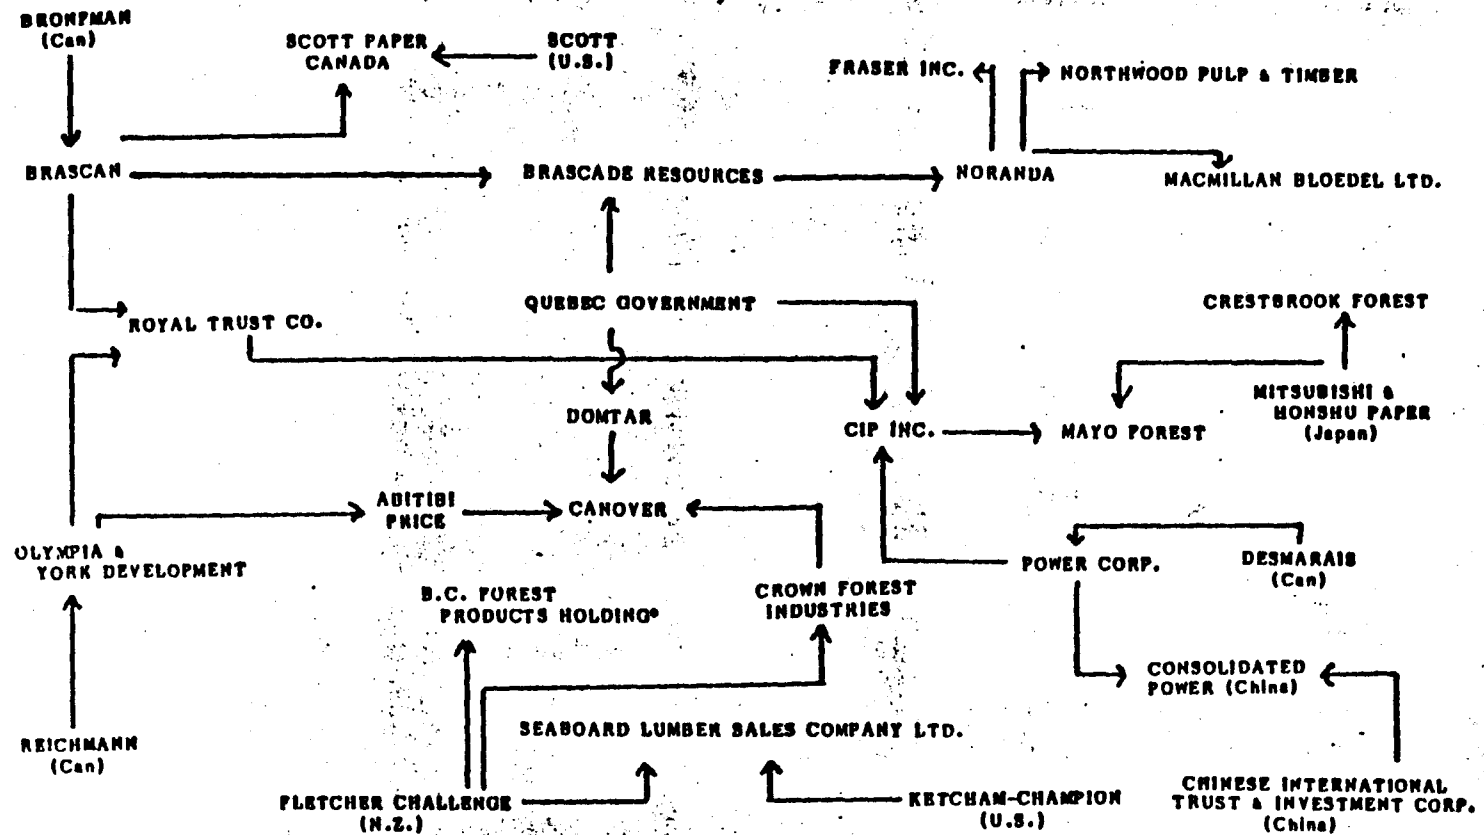 BRONFMAN
(Can)
SCOTT PAPER
CANADA
SCOTT
(U.S.)
FRASER INC.
NORTHWOOD PULP & TIMBER
BRASCAN
BRASCADE RESOURCES
NORANDA
MACMILLAN BLOEDEL LTD.
ROYAL TRUST CO.
QUEBEC GOVERNMENT
CRESTBROOK FOREST
DOMTAR
CIP INC.
MAYO FOREST
MITSUBISHI &
HONSHU PAPER
(Japan)
ABITIBI
PRICE
CANOVER
OLYMPIA &
YORK DEVELOPMENT
B.C. FOREST
PRODUCTS HOLDING*
CROWN FOREST
INDUSTRIES
POWER CORP.
DESMARAIS
(Can)
CONSOLIDATED
POWER (China)
REICHMANN
(Can)
SEABOARD LUMBER SALES COMPANY LTD.
FLETCHER CHALLENGE
(N.Z.)
KETCHAM-CHAMPION
(U.S.)
CHINESE INTERNATIONAL
TRUST & INVESTMENT CORP.
(China)